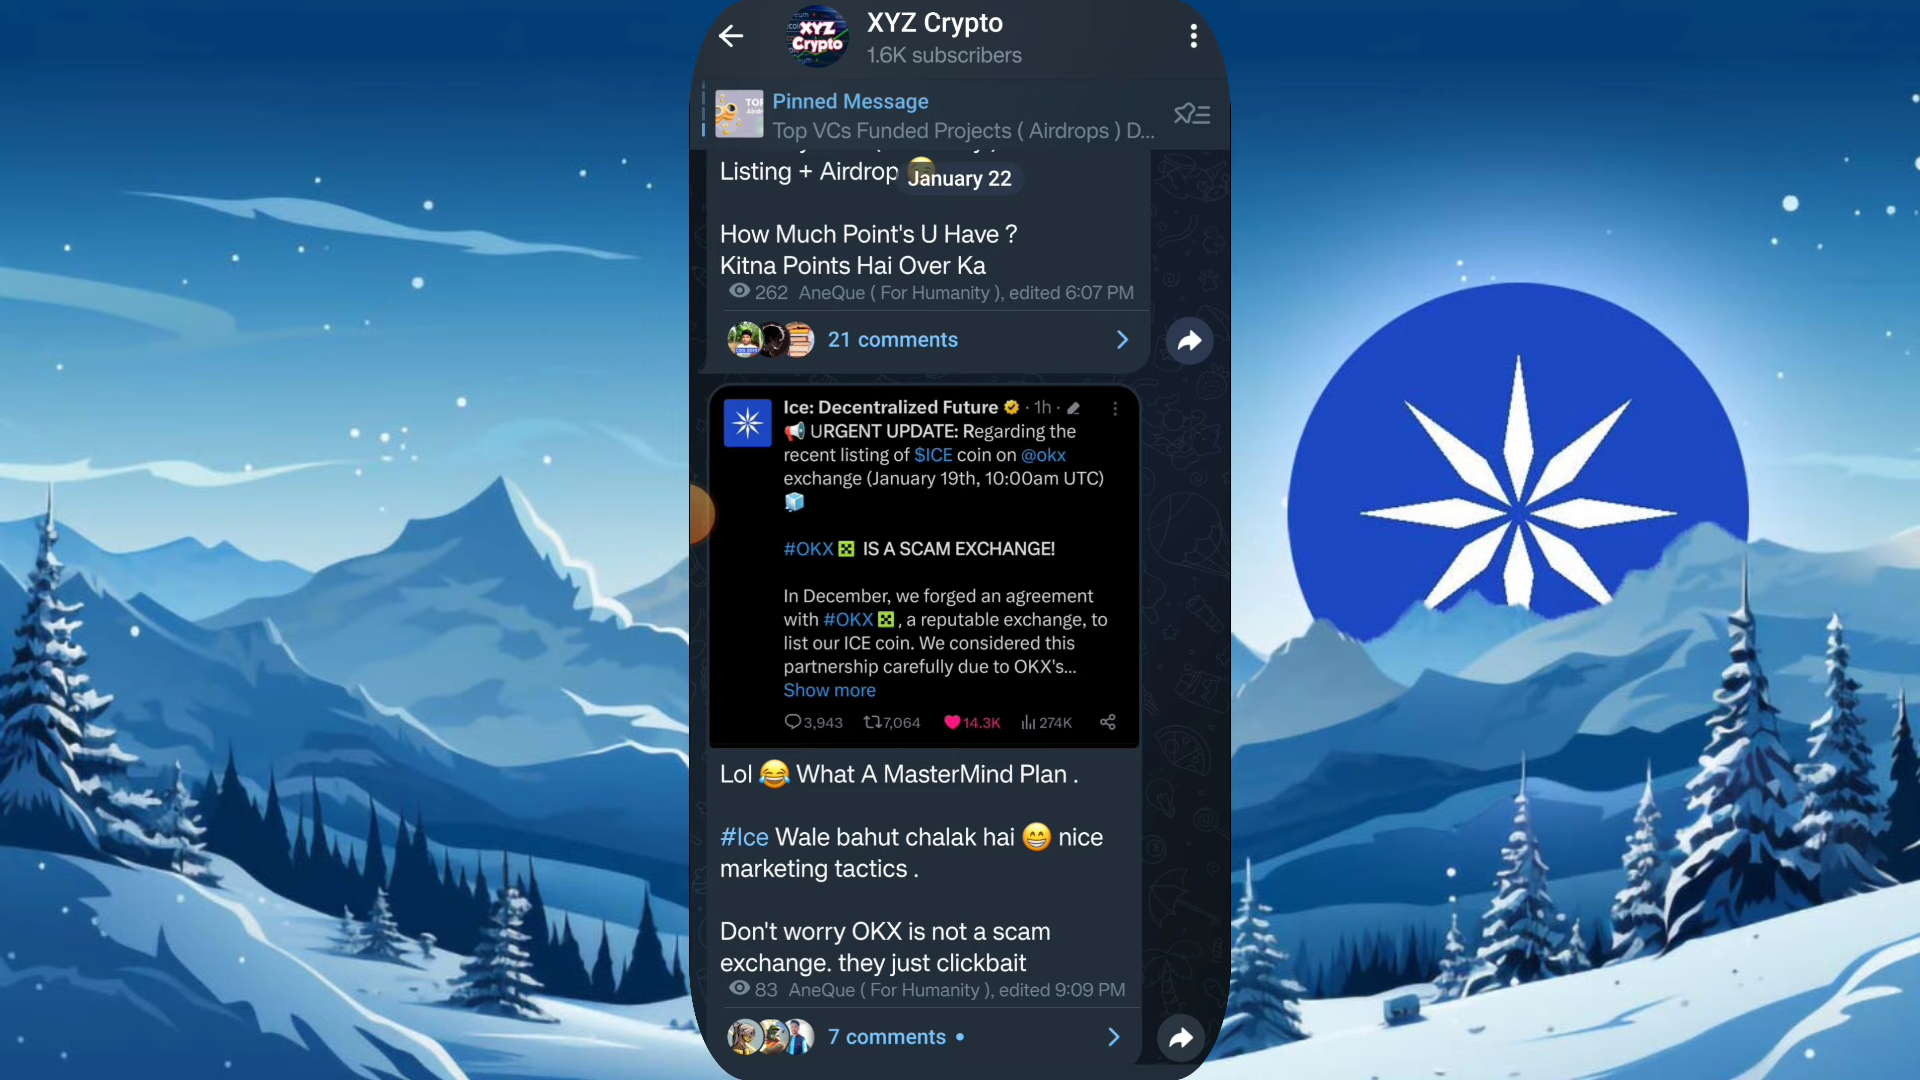 XYZ Crypto
XYZ Crypto
1.6K subscribers
Pinned Message
Top VCs Funded Projects ( Airdrops ) D...
Listing + Airdrop
January 22
How Much Point's U Have ?
Kitna Points Hai Over Ka
262 AneQue ( For Humanity ), edited 6:07 PM
21 comments
Ice: Decentralized Future · 1h ·
URGENT UPDATE: Regarding the
recent listing of $ICE coin on @okx
exchange (January 19th, 10:00am UTC)
#OKX IS A SCAM EXCHANGE!
In December, we forged an agreement
with #OKX , a reputable exchange, to
list our ICE coin. We considered this
partnership carefully due to OKX's...
Show more
3,943 7,064 14.3K 274K
Lol 😂 What A MasterMind Plan .
#Ice Wale bahut chalak hai 😁 nice
marketing tactics .
Don't worry OKX is not a scam
exchange. they just clickbait
83 AneQue ( For Humanity ), edited 9:09 PM
7 comments